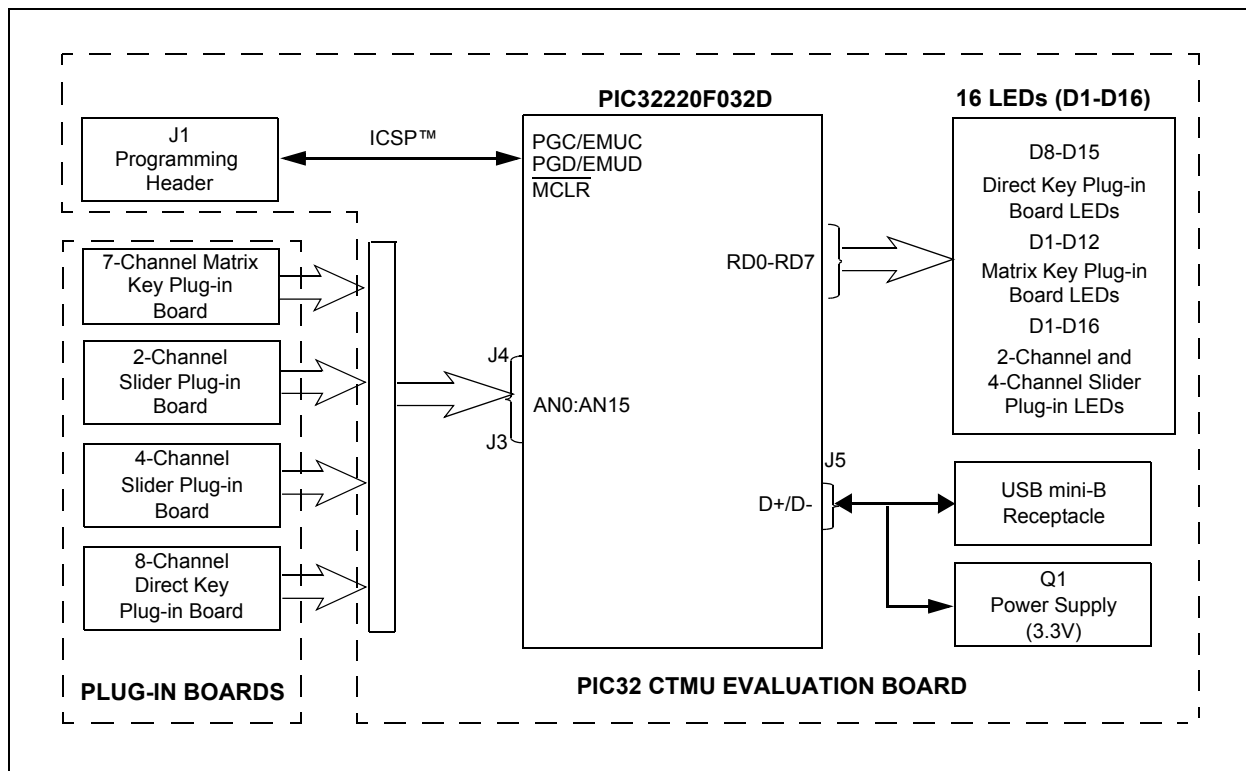 PIC32220F032D
16 LEDs (D1-D16)
J1
Programming
Header
ICSP™
PGC/EMUC
PGD/EMUD
MCLR
D8-D15
Direct Key Plug-in
Board LEDs
D1-D12
Matrix Key Plug-in
Board LEDs
D1-D16
2-Channel and
4-Channel Slider
Plug-in LEDs
RD0-RD7
7-Channel Matrix
Key Plug-in
Board
2-Channel
Slider Plug-in
Board
4-Channel
Slider Plug-in
Board
8-Channel
Direct Key
Plug-in Board
J4
AN0:AN15
J3
J5
D+/D-
USB mini-B
Receptacle
Q1
Power Supply
(3.3V)
PLUG-IN BOARDS
PIC32 CTMU EVALUATION BOARD